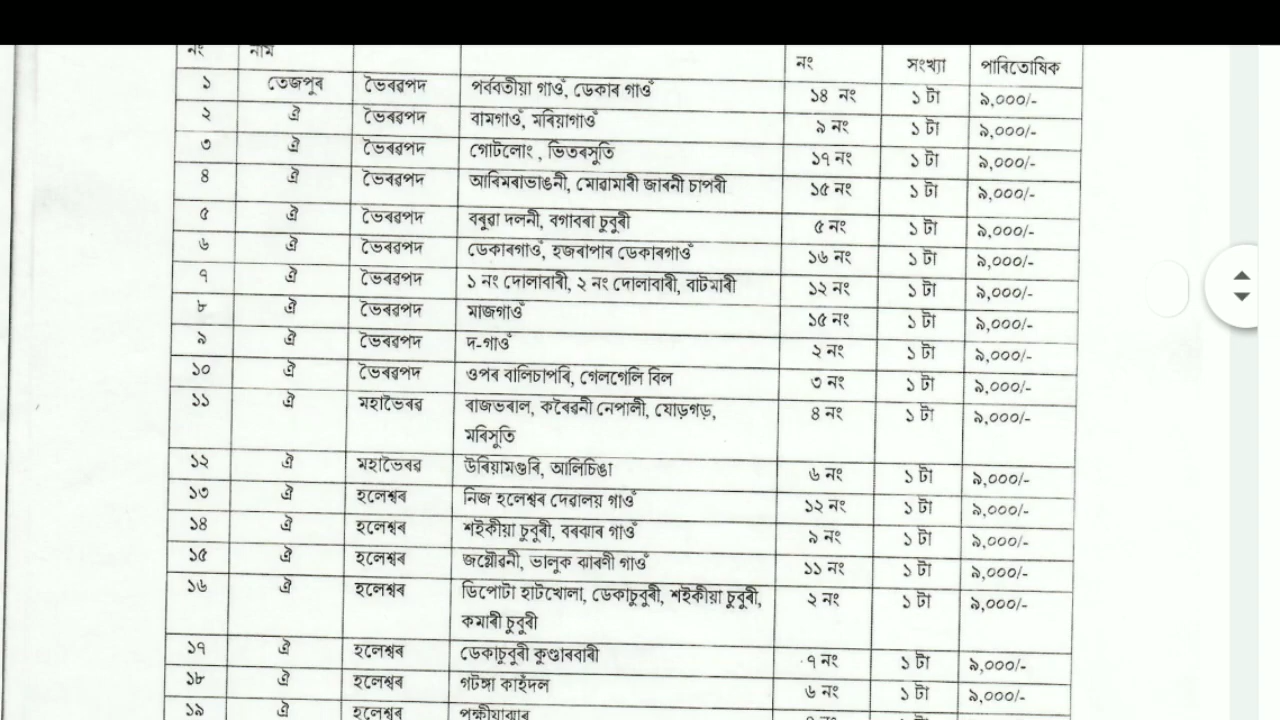 নং নাম নং সংখ্যা পাৰিতোষিক
১ তেজপুৰ ভৈৰৱপদ পৰ্বতীয়া গাওঁ, ডেকাৰ গাওঁ ১৪ নং ১ টা ৯,০০০/-
২ ঐ ভৈৰৱপদ বামগাওঁ, মৰিয়াগাওঁ ৯ নং ১ টা ৯,০০০/-
৩ ঐ ভৈৰৱপদ গোটলোং , ভিতৰসুতি ১৭ নং ১ টা ৯,০০০/-
৪ ঐ ভৈৰৱপদ আৰিমৰাভাঙনী, মোৱামাৰী জাৰনী চাপৰী ১৫ নং ১ টা ৯,০০০/-
৫ ঐ ভৈৰৱপদ বৰুৱা দলনী, বগাবৰা চুবুৰী ৫ নং ১ টা ৯,০০০/-
৬ ঐ ভৈৰৱপদ ডেকাৰগাওঁ, হজৰাপাৰ ডেকাৰগাওঁ ১৬ নং ১ টা ৯,০০০/-
৭ ঐ ভৈৰৱপদ ১ নং দোলাবাৰী, ২ নং দোলাবাৰী, বাটমাৰী ১২ নং ১ টা ৯,০০০/-
৮ ঐ ভৈৰৱপদ মাজগাওঁ ১৫ নং ১ টা ৯,০০০/-
৯ ঐ ভৈৰৱপদ দ-গাওঁ ২ নং ১ টা ৯,০০০/-
১০ ঐ ভৈৰৱপদ ওপৰ বালিচাপৰি, গেলগেলি বিল ৩ নং ১ টা ৯,০০০/-
১১ ঐ মহাভৈৰৱ বাজভৰাল, কৰৈৱনী নেপালী, যোড়গড়, ৪ নং ১ টা ৯,০০০/-
মৰিসুতি
১২ ঐ মহাভৈৰৱ উৰিয়ামগুৰি, আলিচিঙা ৬ নং ১ টা ৯,০০০/-
১৩ ঐ হলেশ্বৰ নিজ হলেশ্বৰ দেৱালয় গাওঁ ১২ নং ১ টা ৯,০০০/-
১৪ ঐ হলেশ্বৰ শইকীয়া চুবুৰী, বৰঝাৰ গাওঁ ৯ নং ১ টা ৯,০০০/-
১৫ ঐ হলেশ্বৰ জগ্ৰৌৱনী, ভালুক ঝাৰণী গাওঁ ১১ নং ১ টা ৯,০০০/-
১৬ ঐ হলেশ্বৰ ডিপোটা হাটখোলা, ডেকাচুবুৰী, শইকীয়া চুবুৰী, ২ নং ১ টা ৯,০০০/-
কমাৰী চুবুৰী
১৭ ঐ হলেশ্বৰ ডেকাচুবুৰী কুণ্ডাৰবাৰী ৭ নং ১ টা ৯,০০০/-
১৮ ঐ হলেশ্বৰ গটঙ্গা কাহঁদল ৬ নং ১ টা ৯,০০০/-
১৯ ঐ হলেশ্বৰ